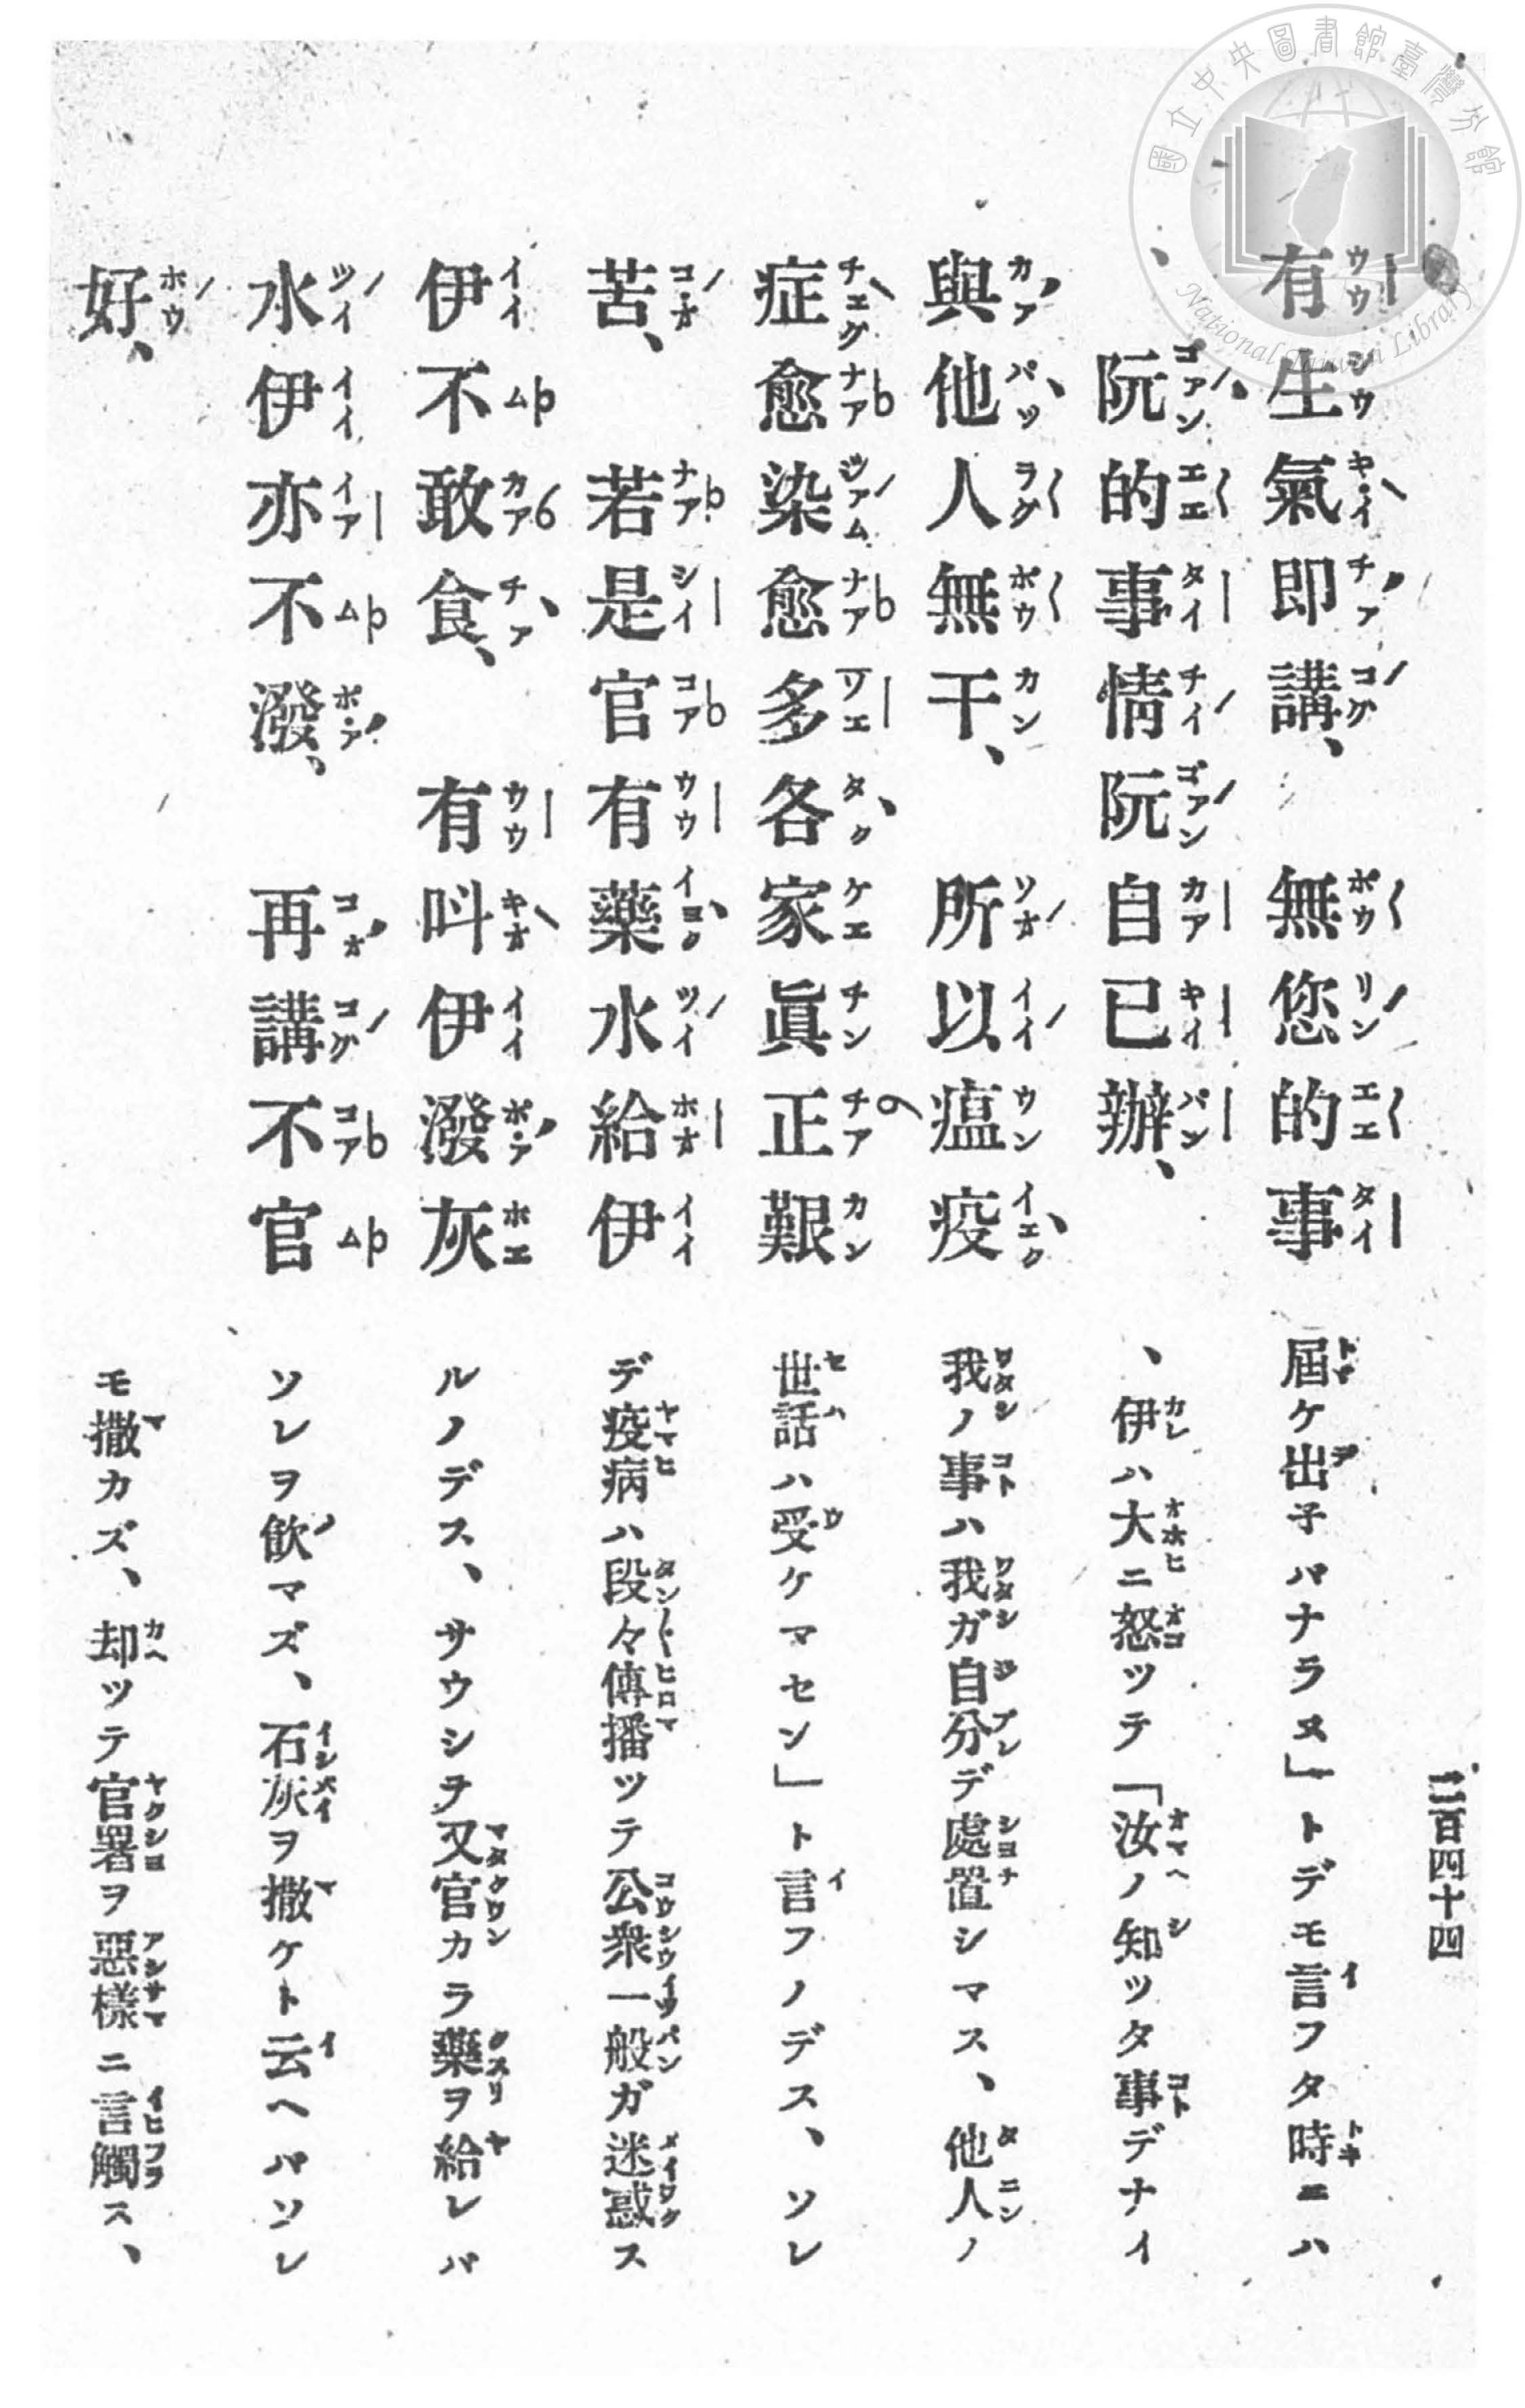 國立中央圖書館臺灣分館
National Taiwan Library
二百四十四
有生氣即講、無您的事
、阮的事情阮自己辦、
與他人無干、所以瘟疫
症愈染愈多各家眞正艱
苦、若是官有藥水給伊
伊不敢食、有呌伊潑灰
水伊亦不潑、再講不官
好、
屆ケ出子バナラヌ」トデモ言フタ時ニハ
、伊ハ大ニ怒ツテ「汝ノ知ツタ事デナイ
我ノ事ハ我ガ自分デ處置シマス、他人ノ
世話ハ受ケマセン」ト言フノデス、ソレ
デ疫病ハ段々傳播ツテ公衆一般ガ迷惑ス
ルノデス、サウシテ又官カラ藥ヲ給レバ
ソレヲ飮マズ、石灰ヲ撒ケト云ヘバソレ
モ撒カズ、却ツテ官署ヲ惡樣ニ言觸ス、